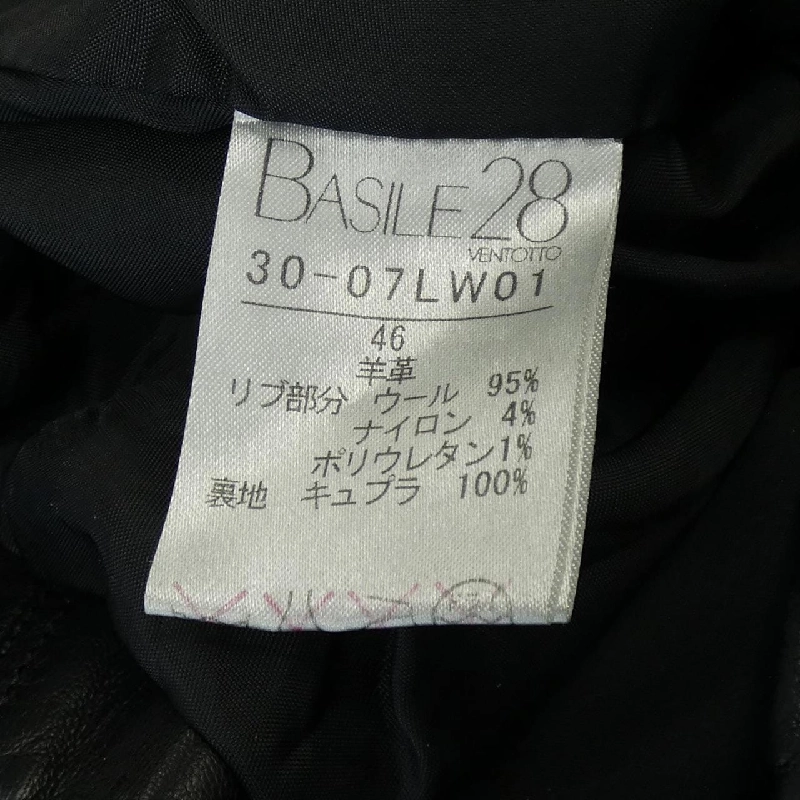 BASILE28
VENTOTTO
30-07LW01
46
羊革
リブ部分 ウール 95%
ナイロン 4%
ポリウレタン 1%
裏地 キュプラ 100%